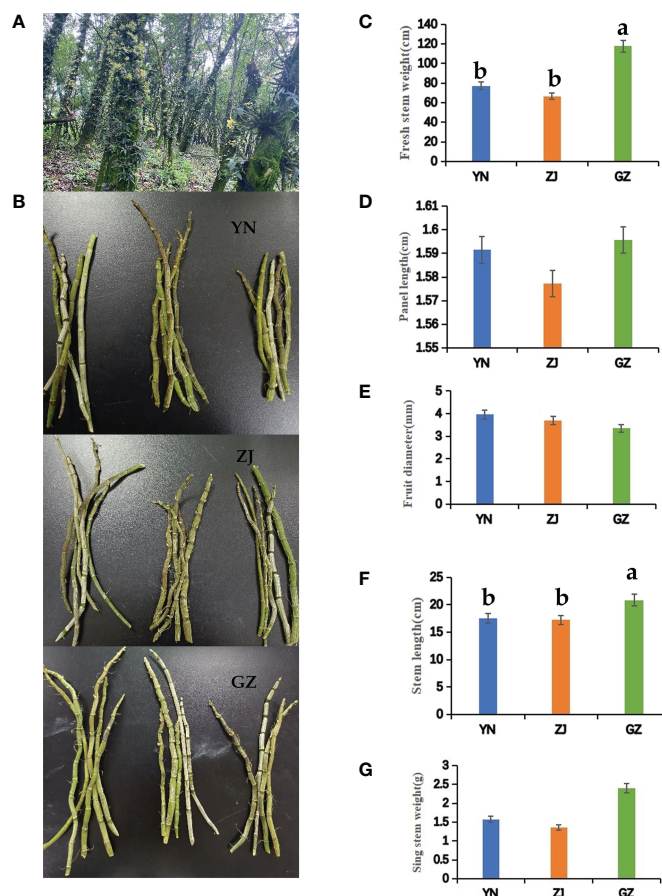 A
B
YN
ZJ
GZ
C
Fresh stem weight(cm)
140
120
100
80
60
40
20
0
b
b
a
YN
ZJ
GZ
D
Panel length(cm)
1.61
1.6
1.59
1.58
1.57
1.56
1.55
YN
ZJ
GZ
E
Fruit diameter(mm)
5
4
3
2
1
0
YN
ZJ
GZ
F
Stem length(cm)
25
20
15
10
5
0
b
b
a
YN
ZJ
GZ
G
Sing stem weight(g)
3
2.5
2
1.5
1
0.5
0
YN
ZJ
GZ